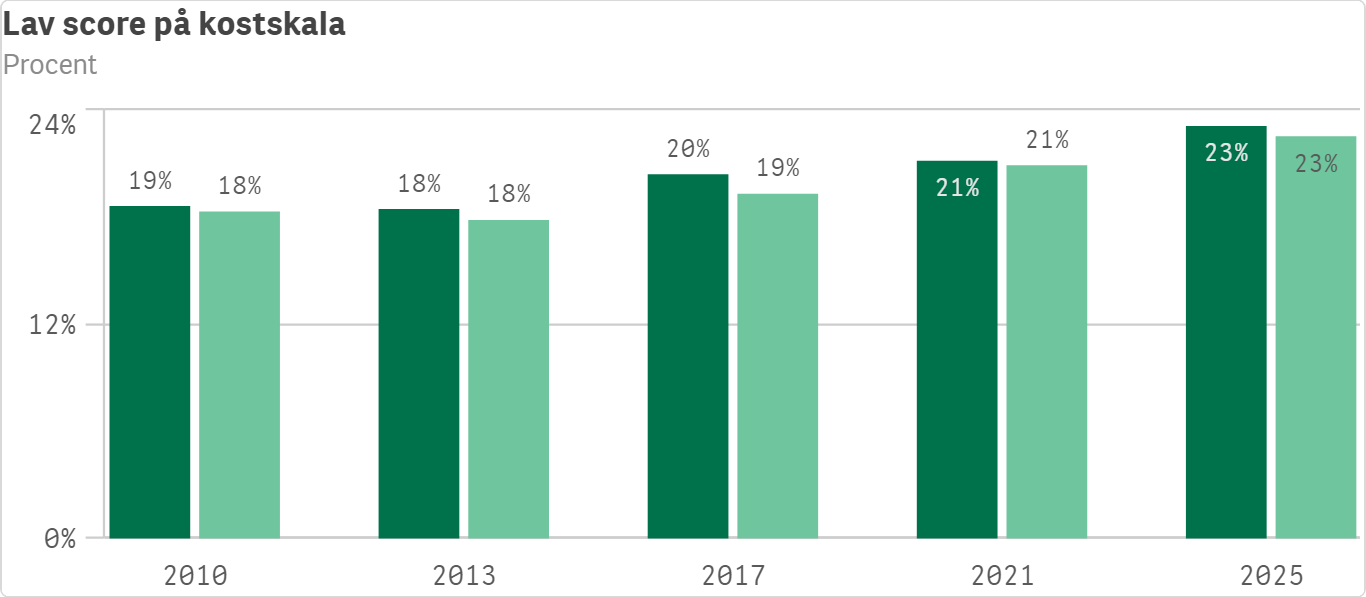 Lav score på kostskala
Procent
24%
12%
0%
19% 18% 18% 18% 20% 19% 21% 21% 23% 23%
2010 2013 2017 2021 2025